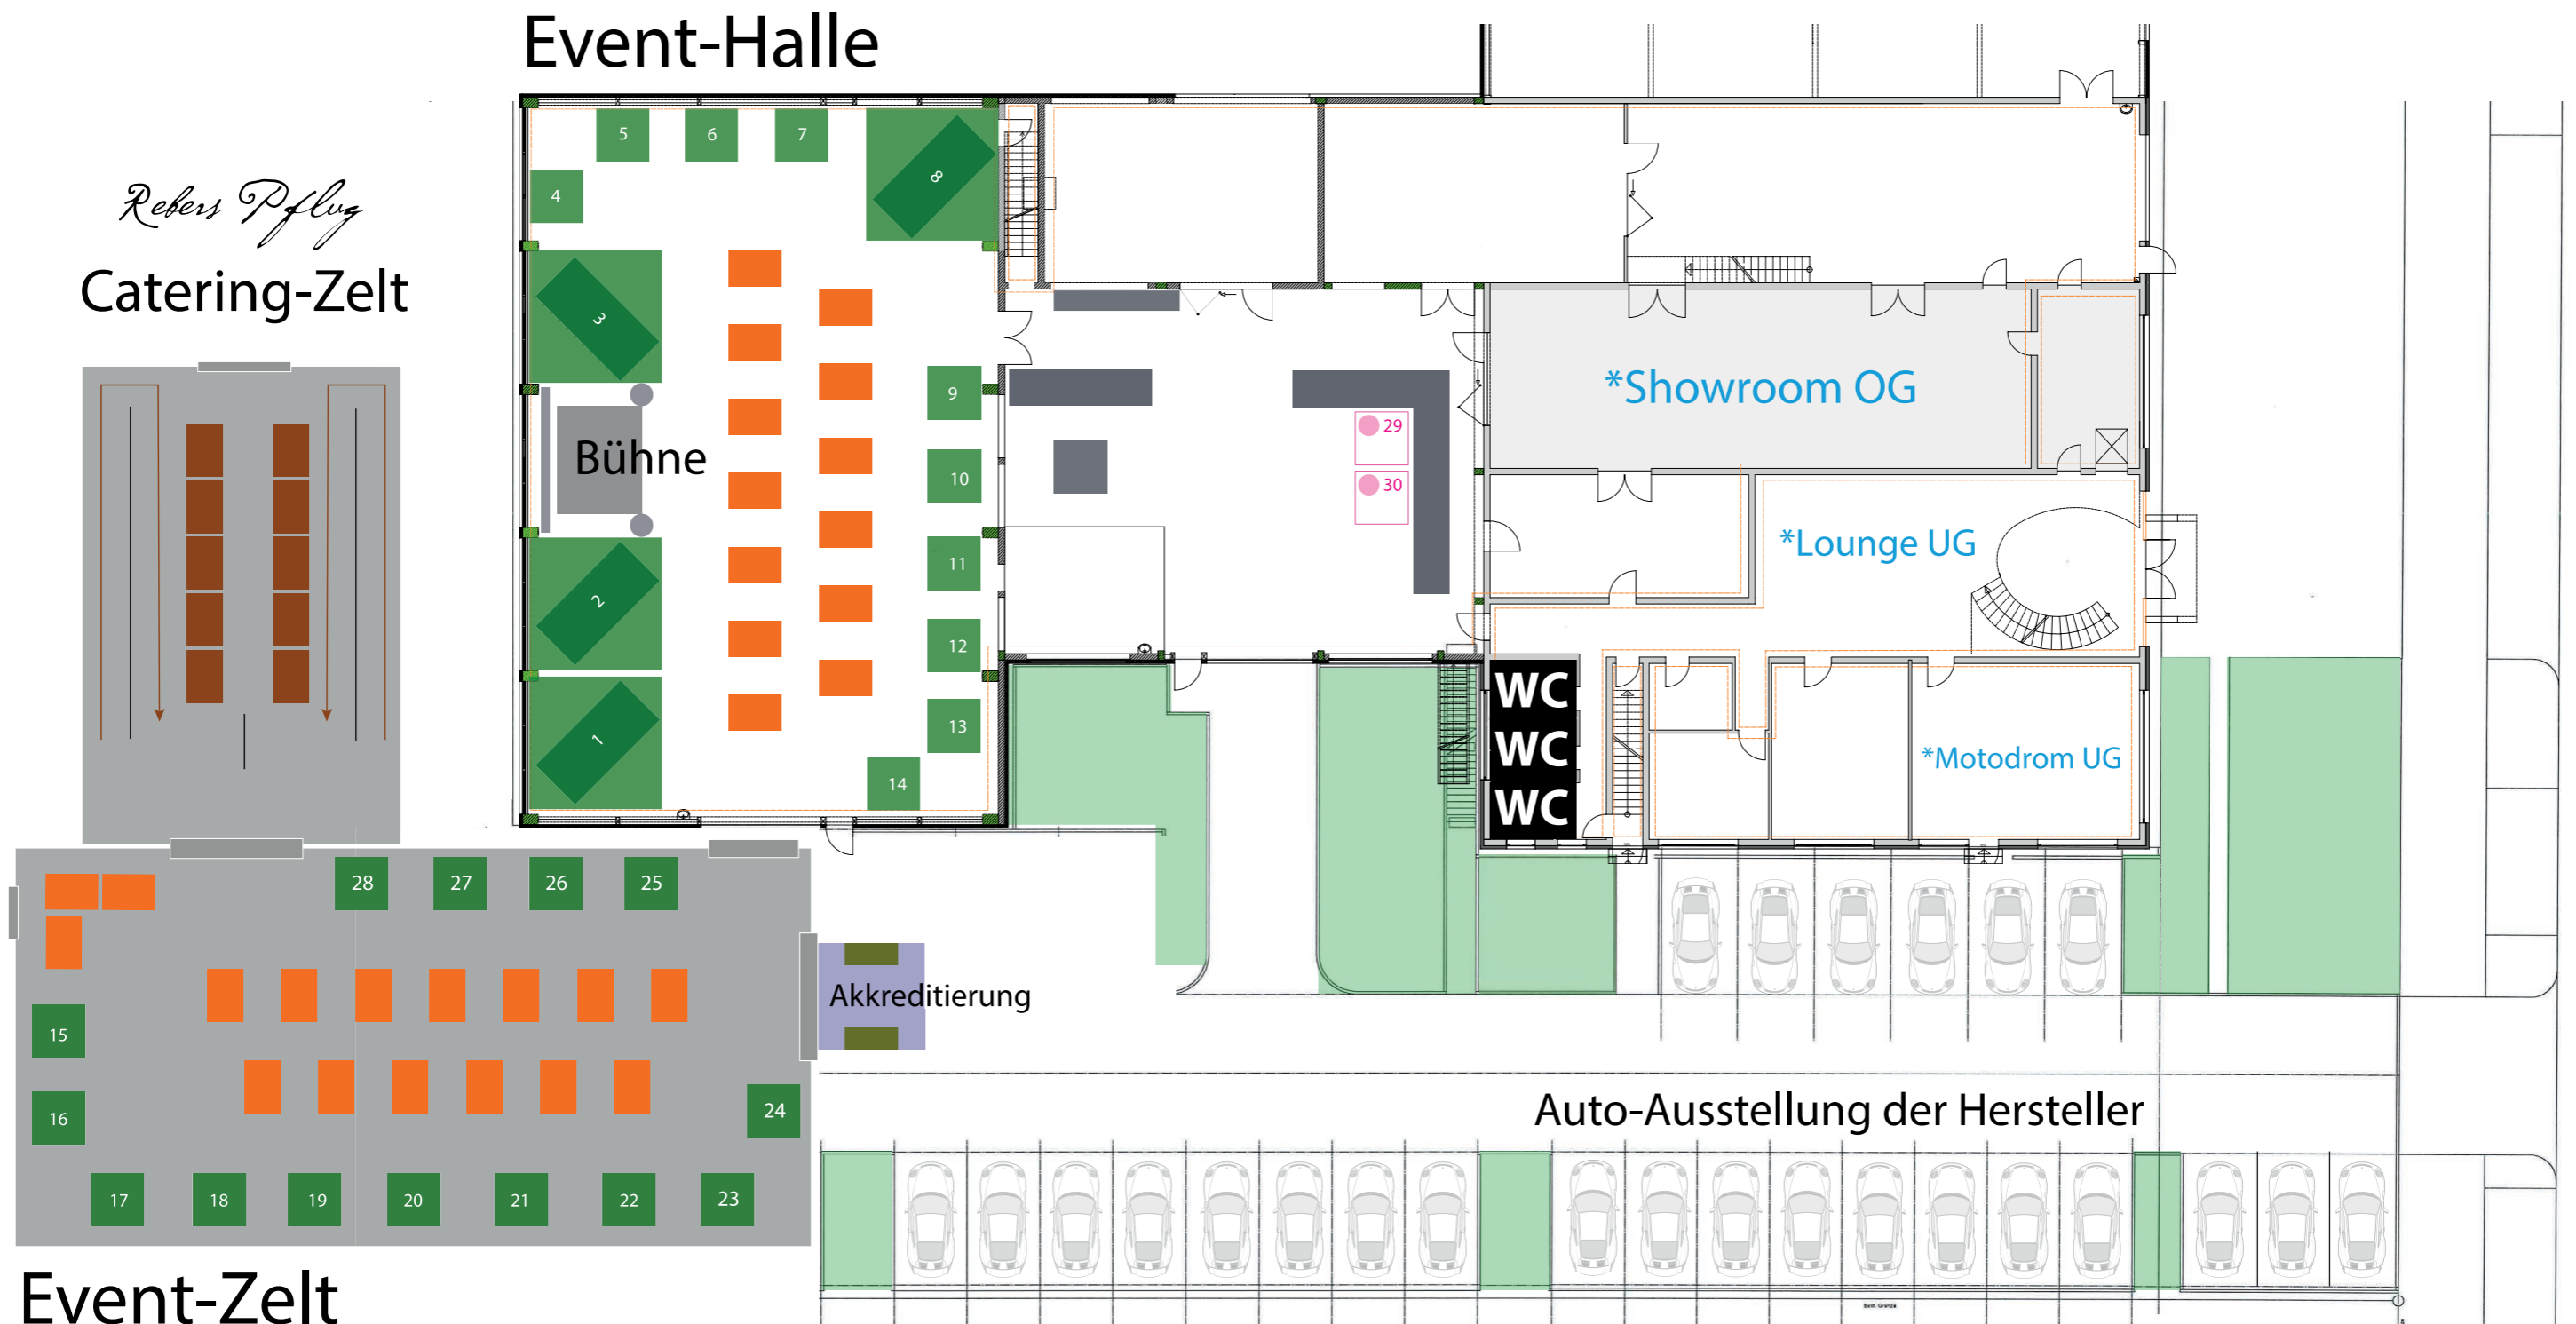 Event-Halle
Rebers Pflug
Catering-Zelt
5
6
7
8
4
3
Bühne
2
1
9
10
11
12
13
14
29
30
*Showroom OG
*Lounge UG
*Motodrom UG
WC
WC
WC
28
27
26
25
15
16
17
18
19
20
21
22
23
24
Akkreditierung
Auto-Ausstellung der Hersteller
Event-Zelt